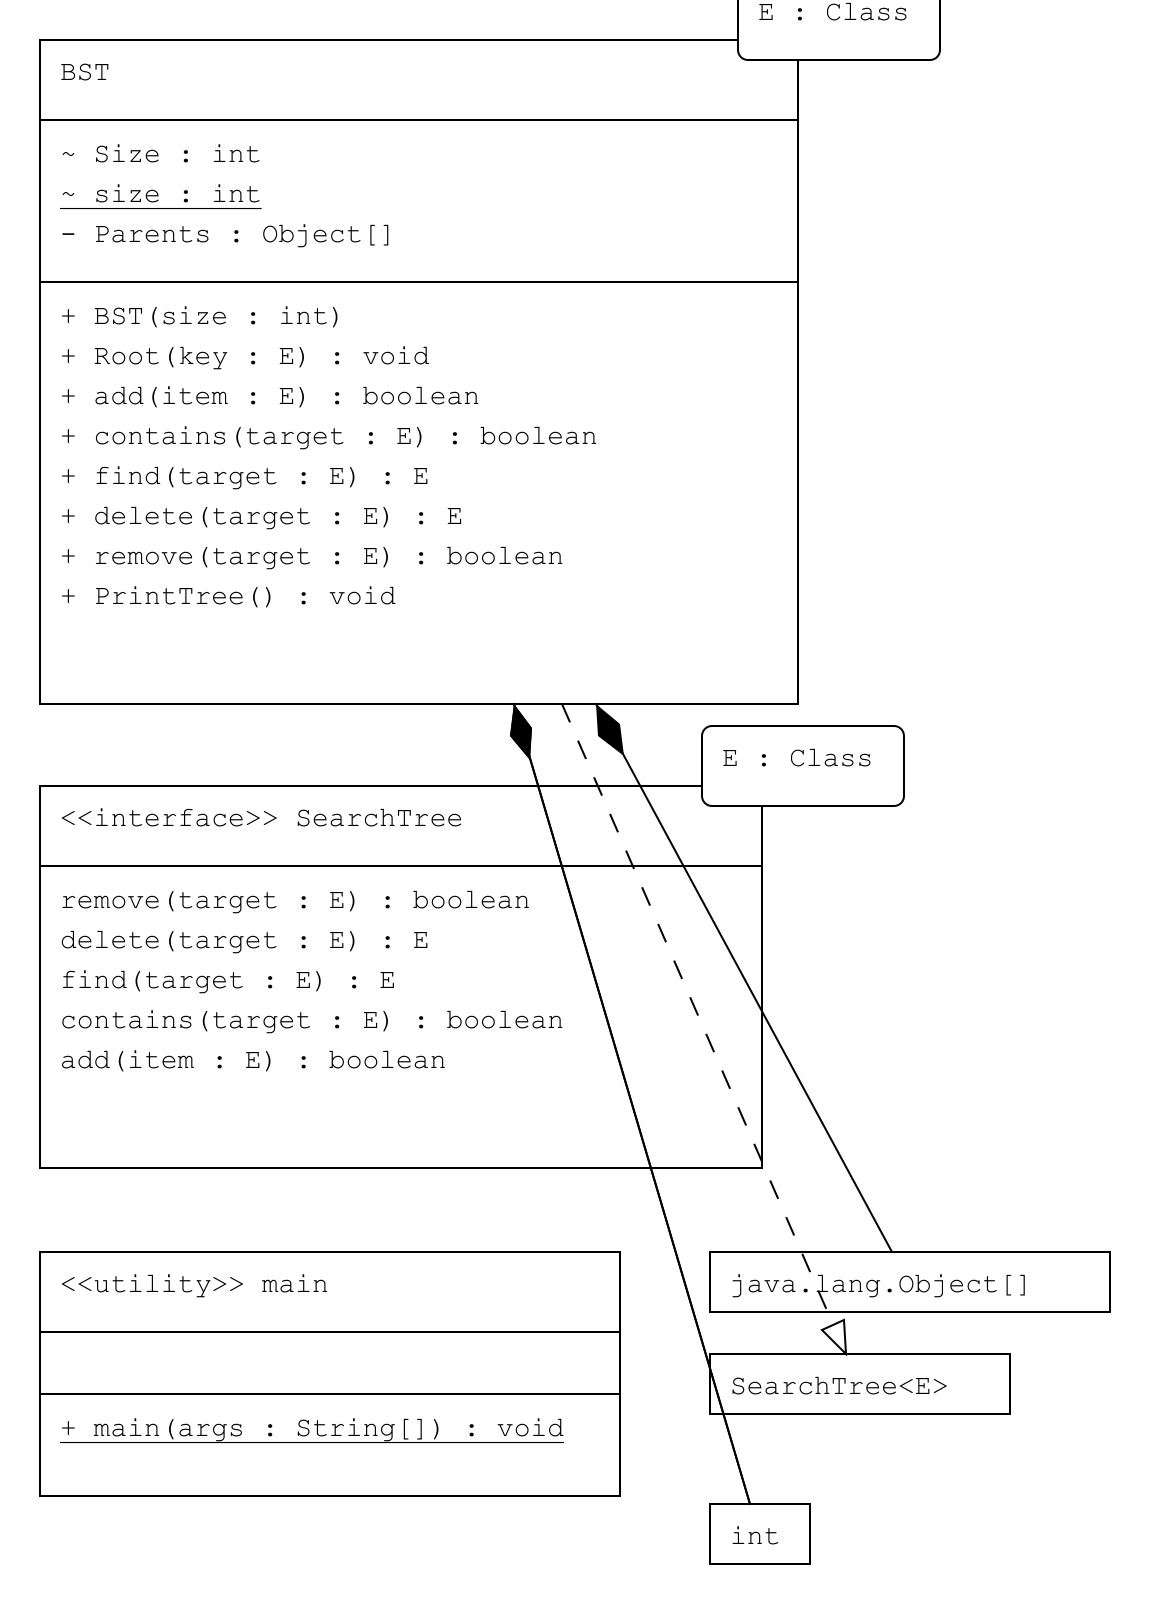 E : Class
BST
~ Size : int
~ size : int
- Parents : Object[]
+ BST(size : int)
+ Root(key : E) : void
+ add(item : E) : boolean
+ contains(target : E) : boolean
+ find(target : E) : E
+ delete(target : E) : E
+ remove(target : E) : boolean
+ PrintTree() : void
E : Class
<<interface>> SearchTree
remove(target : E) : boolean
delete(target : E) : E
find(target : E) : E
contains(target : E) : boolean
add(item : E) : boolean
<<utility>> main
java.lang.Object[]
SearchTree<E>
+ main(args : String[]) : void
int